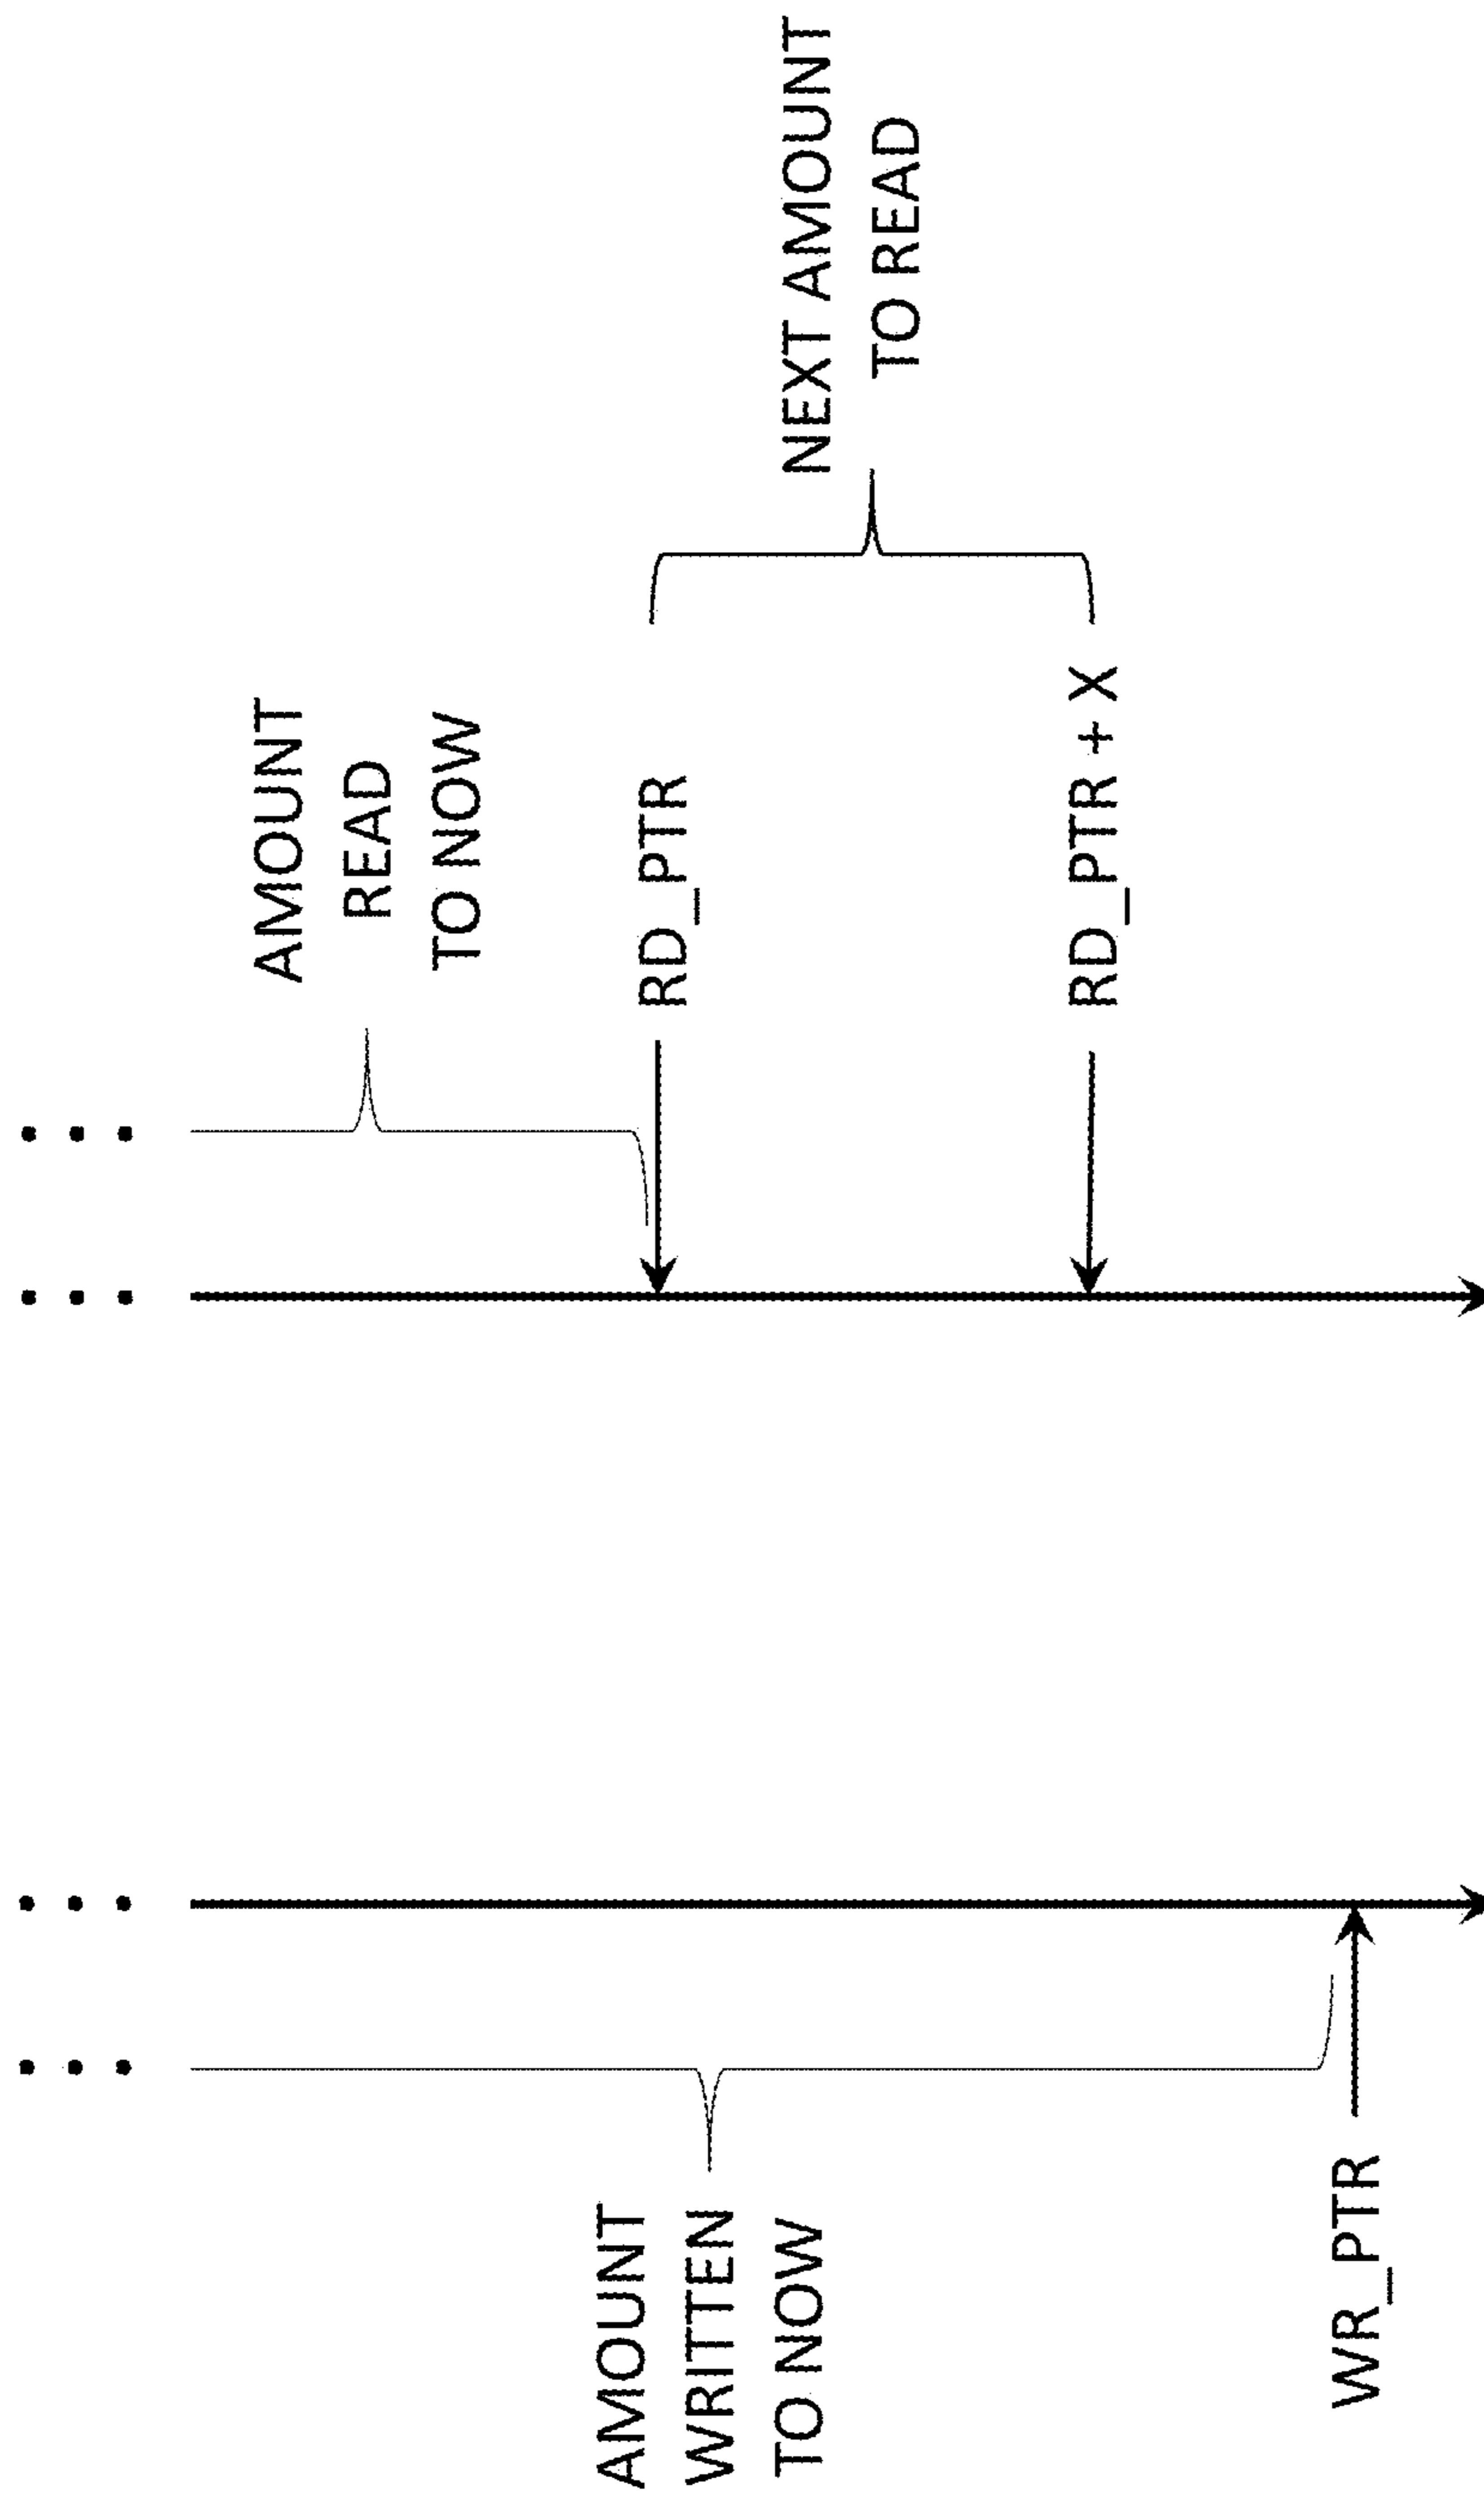 AMOUNT
WRITTEN
TO NOW
WR_PTR
AMOUNT
READ
TO NOW
RD_PTR
RD_PTR + X
NEXT AMOUNT
TO READ